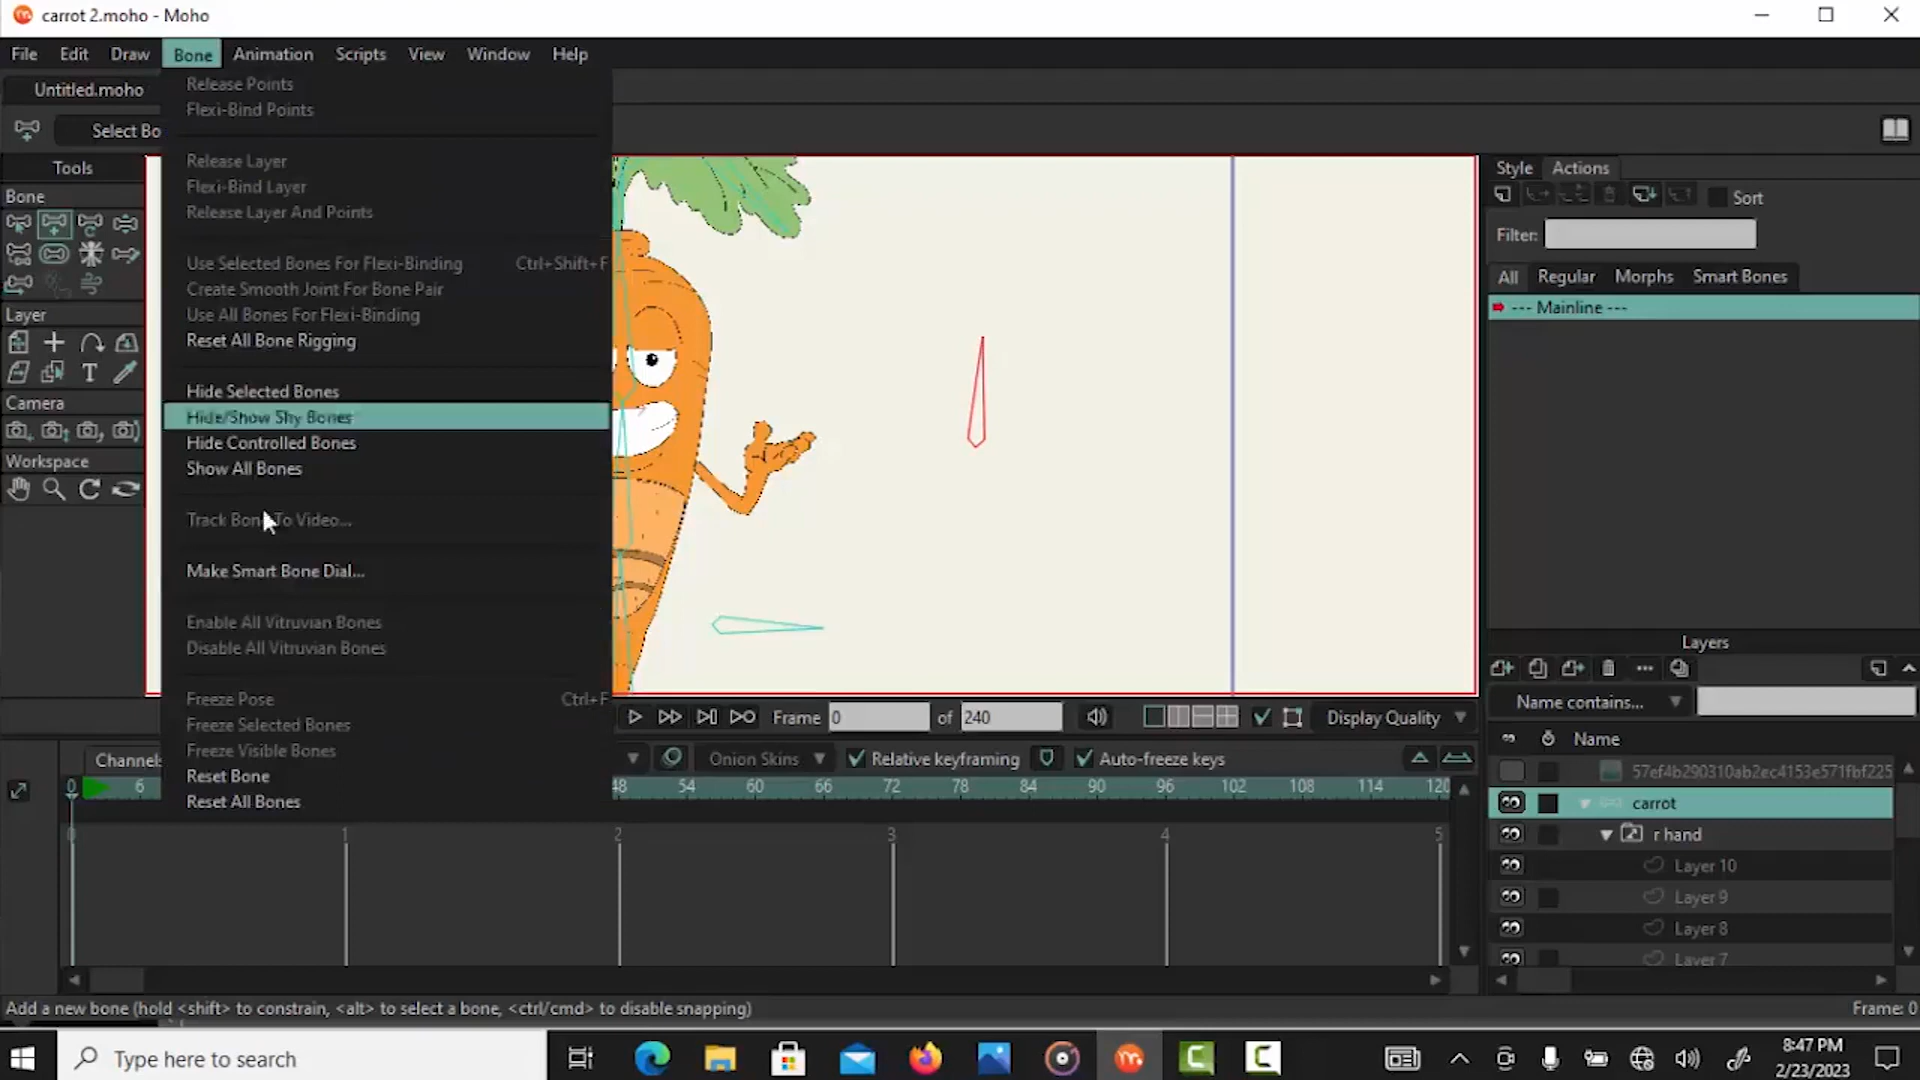 carrot 2.moho - Moho
File Edit Draw Bone Animation Scripts View Window Help
Untitled.moho
Select Bo
Tools
Bone
Layer
T
Camera
Workspace
Release Points
Flexi-Bind Points
Release Layer
Flexi-Bind Layer
Release Layer And Points
Use Selected Bones For Flexi-Binding Ctrl+Shift+F
Create Smooth Joint For Bone Pair
Use All Bones For Flexi-Binding
Reset All Bone Rigging
Hide Selected Bones
Hide/Show Shy Bones
Hide Controlled Bones
Show All Bones
Track Bone To Video...
Make Smart Bone Dial...
Enable All Vitruvian Bones
Disable All Vitruvian Bones
Freeze Pose Ctrl+F
Freeze Selected Bones
Freeze Visible Bones
Reset Bone
Reset All Bones
Style Actions
Sort
Filter:
All Regular Morphs Smart Bones
--- Mainline ---
Layers
Name contains...
Name
57ef4b290310ab2ec4153e571fbf225
carrot
r hand
Layer 10
Layer 9
Layer 8
Layer 7
Frame 0 of 240 Display Quality
Channels Onion Skins Relative keyframing Auto-freeze keys
0 6 48 54 60 66 72 78 84 90 96 102 108 114 120
0 1 2 3 4 5
Add a new bone (hold <shift> to constrain, <alt> to select a bone, <ctrl/cmd> to disable snapping) Frame: 0
Type here to search
8:47 PM
2/23/2023